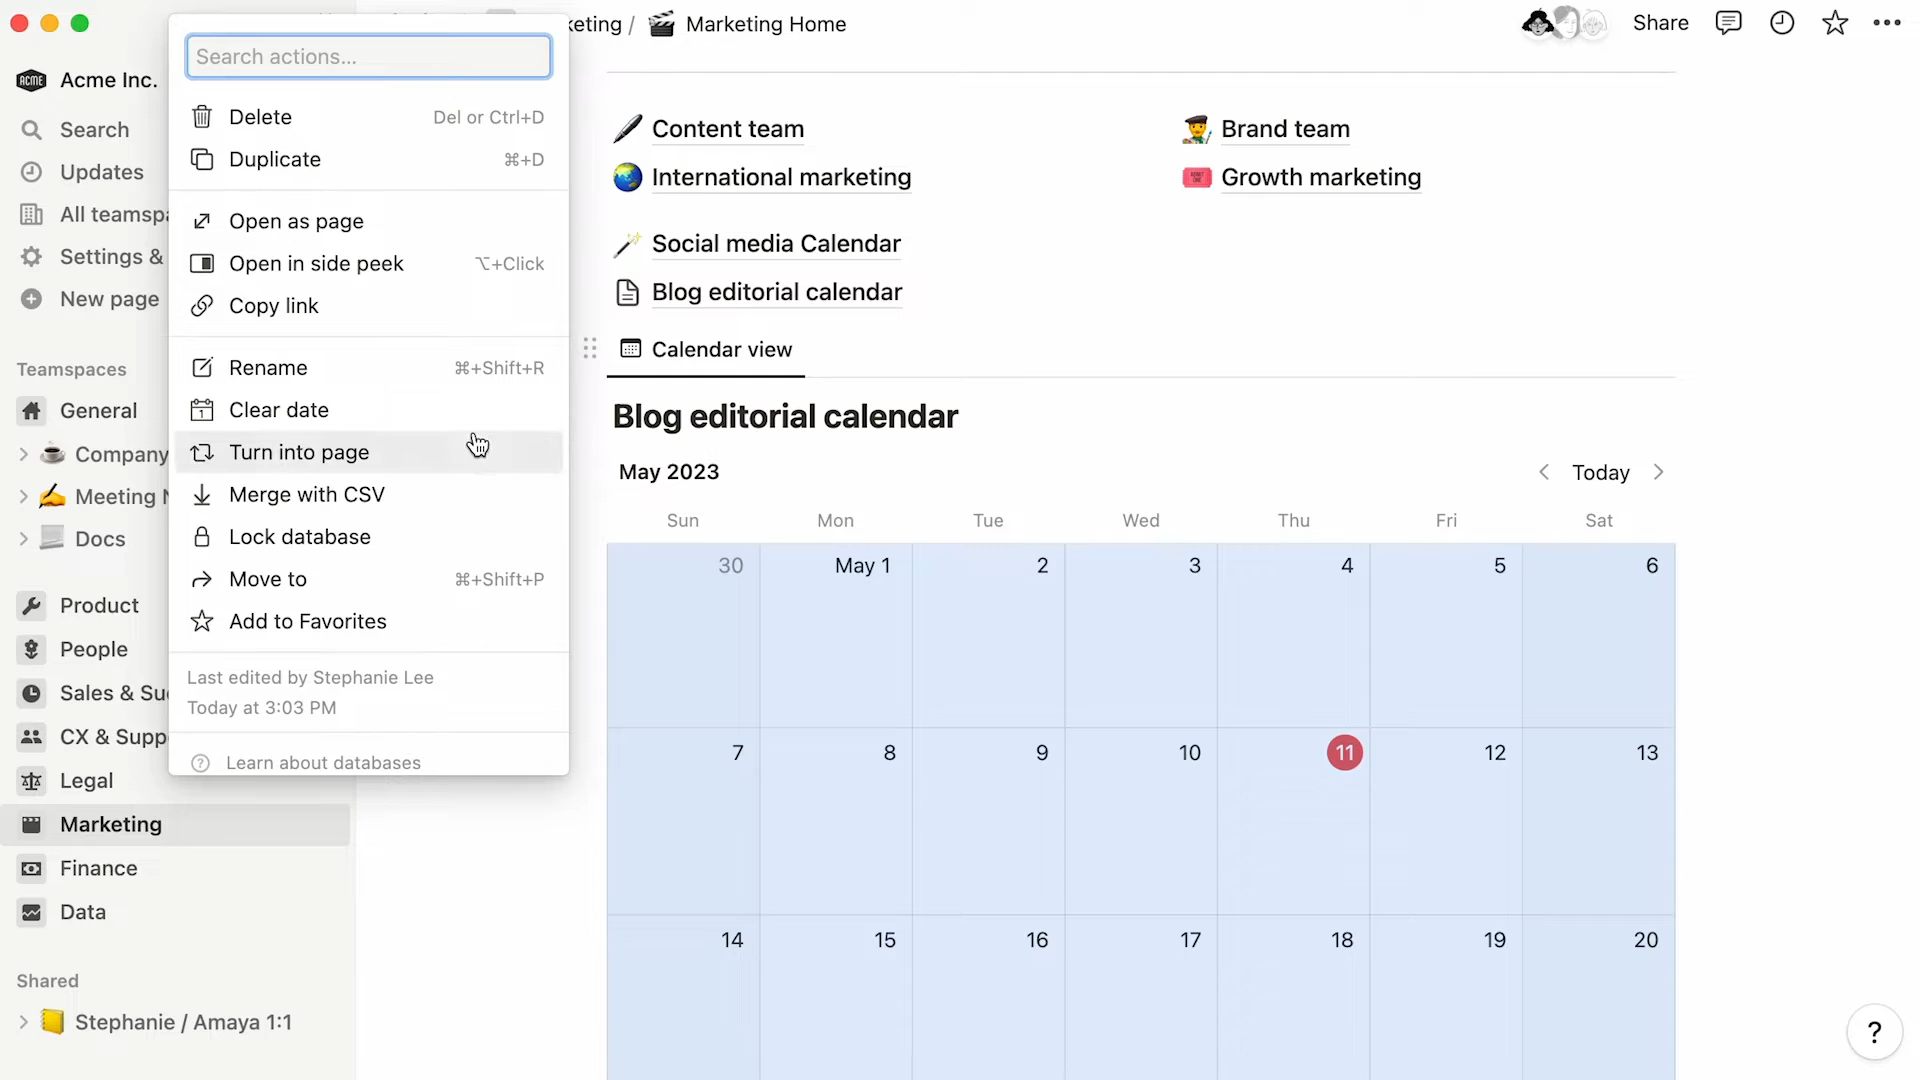 Acme Inc.
Search
Updates
All teamspa
Settings &
New page
Teamspaces
General
Company
Meeting N
Docs
Product
People
Sales & Su
CX & Supp
Legal
Marketing
Finance
Data
Shared
Stephanie / Amaya 1:1
Search actions...
Delete Del or Ctrl+D
Duplicate ⌘+D
Open as page
Open in side peek ⌥+Click
Copy link
Rename ⌘+Shift+R
Clear date
Turn into page
Merge with CSV
Lock database
Move to ⌘+Shift+P
Add to Favorites
Last edited by Stephanie Lee
Today at 3:03 PM
Learn about databases
keting / Marketing Home
Share
Content team
Brand team
International marketing
Growth marketing
Social media Calendar
Blog editorial calendar
Calendar view
Blog editorial calendar
May 2023
Today
Sun Mon Tue Wed Thu Fri Sat
30 May 1 2 3 4 5 6
7 8 9 10 11 12 13
14 15 16 17 18 19 20
?